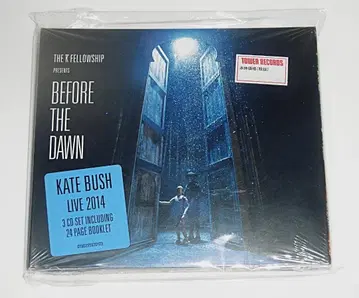 THE K FELLOWSHIP
PRESENTS
BEFORE
THE
DAWN
TOWER RECORDS
KATE BUSH
LIVE 2014
3 CD SET INCLUDING
24 PAGE BOOKLET